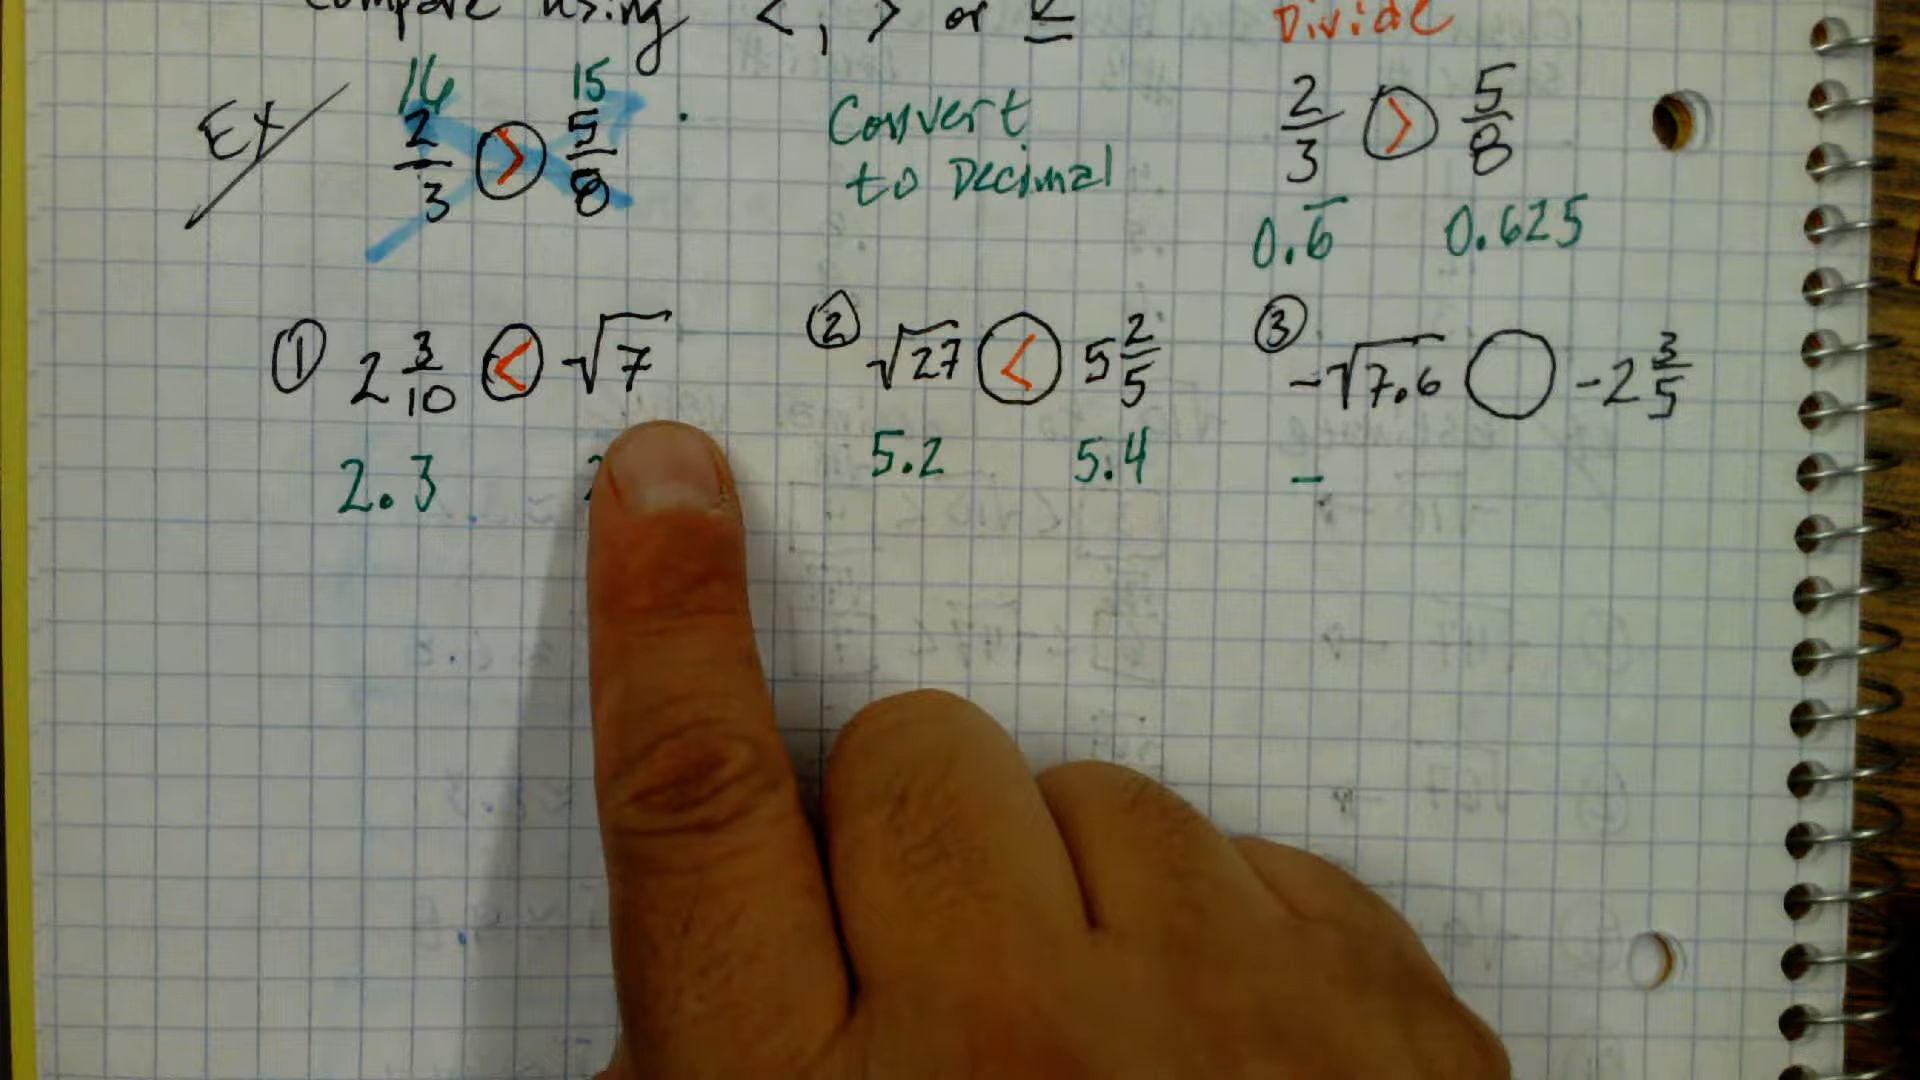 Compare using <, > or =
Divide
Ex
16 15
2/3 > 5/8
Convert
to Decimal
2/3 > 5/8
0.6̅ 0.625
① 2 3/10 < √7
2.3
② √27 < 5 2/5
5.2 5.4
③ -√7.6 ◯ -2 3/5
-